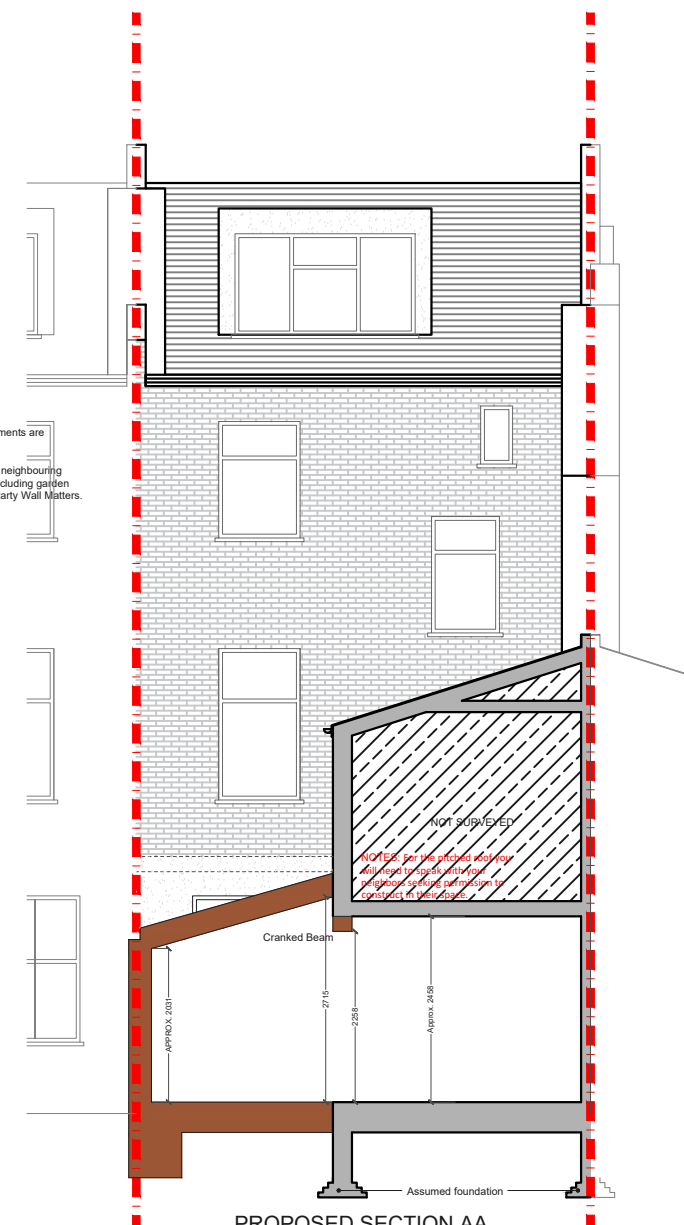 ments are
neighbouring
cluding garden
arty Wall Matters.
NOT SURVEYED
NOTES: For the pitched roof you
will need to speak with your
neighbors seeking permission to
construct in their space.
Cranked Beam
APPROX. 2031
2715
2258
Approx. 2458
Assumed foundation
PROPOSED SECTION AA